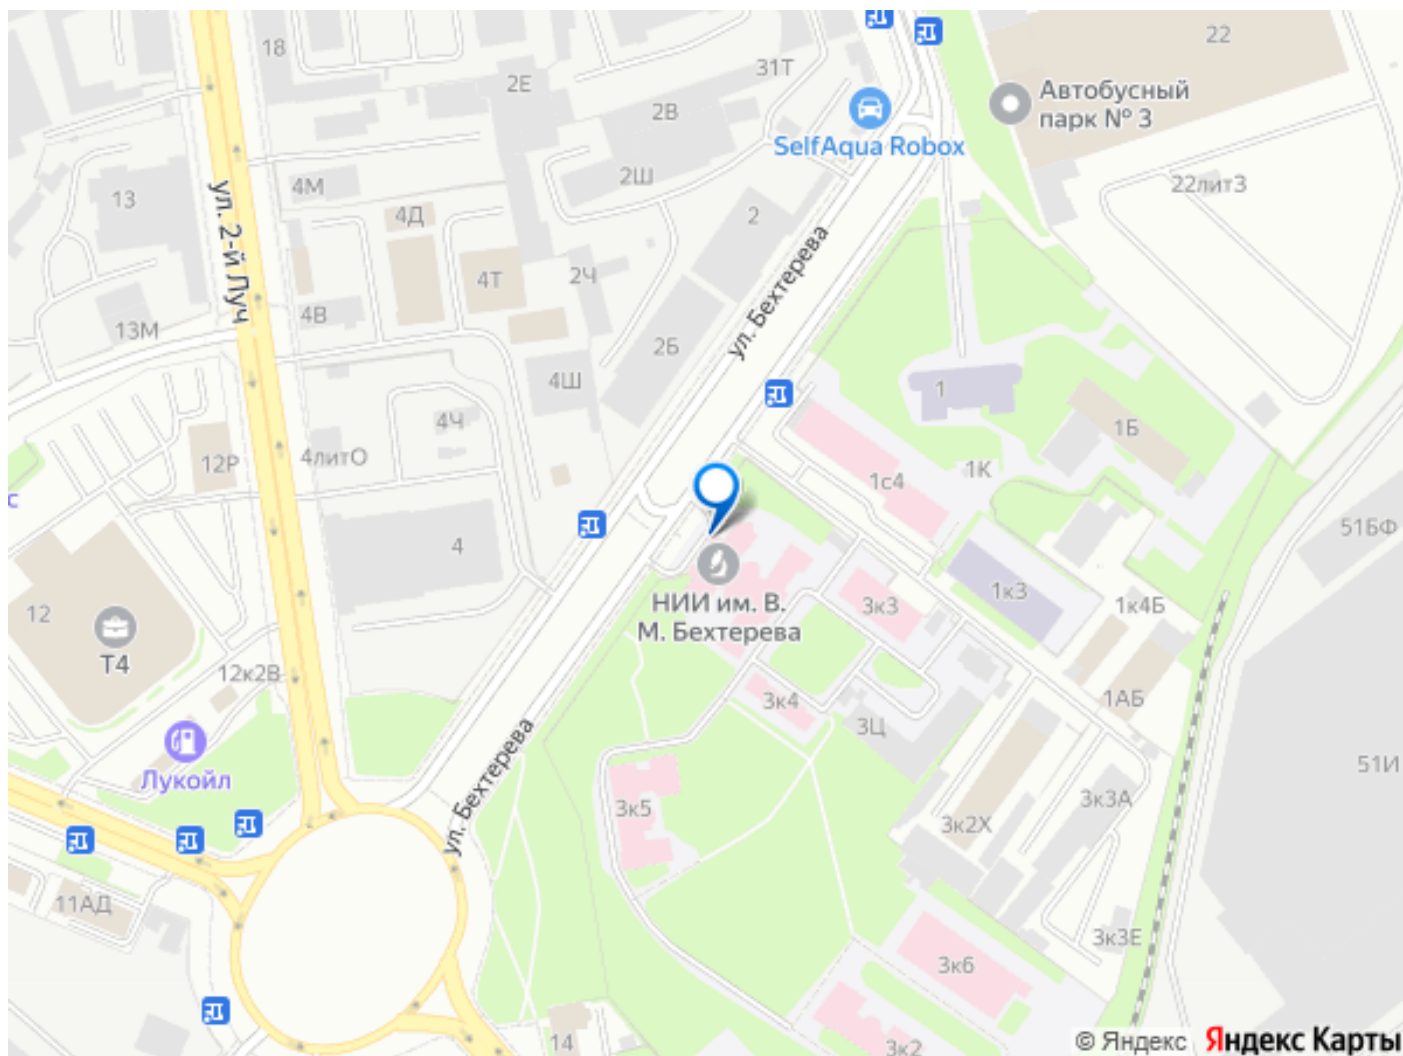 18
2Е
31Т
22
Автобусный
парк № 3
2В
SelfAqua Robox
22литЗ
13
4М
2Ш
4Д
2
ул. 2-й Луч
ул. Бехтерева
4Т
2Ч
13М
4В
2Б
4Ш
1
1Б
4Ч
12Р
4литО
1с4
1К
с
4
51БФ
НИИ им. В.
М. Бехтерева
3к3
1к3
1к4Б
12
Т4
12к2В
3к4
1АБ
3Ц
Лукойл
ул. Бехтерева
51И
3к5
3к3А
3к2Х
11АД
3к3Е
3к6
14
3к2
© Яндекс Яндекс Карты